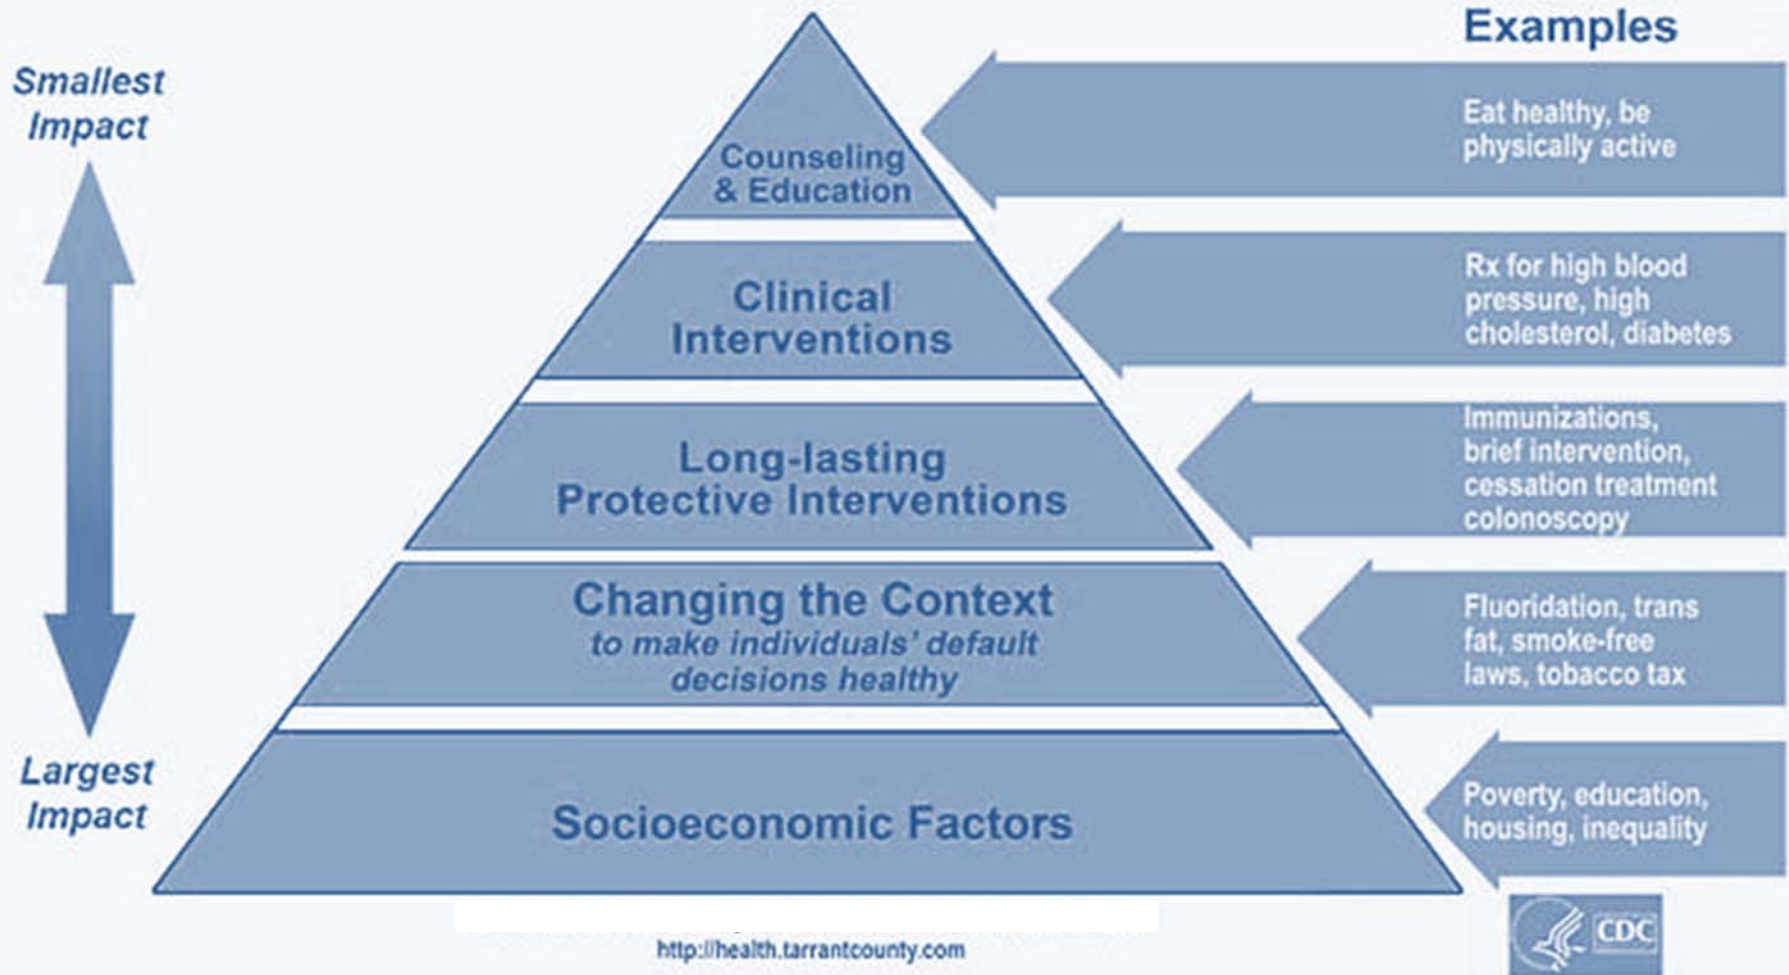 Examples
Smallest
Impact
Largest
Impact
Counseling
& Education
Eat healthy, be
physically active
Clinical
Interventions
Rx for high blood
pressure, high
cholesterol, diabetes
Long-lasting
Protective Interventions
Immunizations,
brief intervention,
cessation treatment
colonoscopy
Changing the Context
to make individuals' default
decisions healthy
Fluoridation, trans
fat, smoke-free
laws, tobacco tax
Socioeconomic Factors
Poverty, education,
housing, inequality
http://health.tarrantcounty.com
CDC